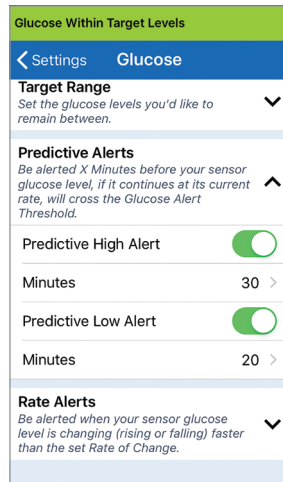 Glucose Within Target Levels
Settings Glucose
Target Range
Set the glucose levels you'd like to
remain between.
Predictive Alerts
Be alerted X Minutes before your sensor
glucose level, if it continues at its current
rate, will cross the Glucose Alert
Threshold.
Predictive High Alert
Minutes 30
Predictive Low Alert
Minutes 20
Rate Alerts
Be alerted when your sensor glucose
level is changing (rising or falling) faster
than the set Rate of Change.